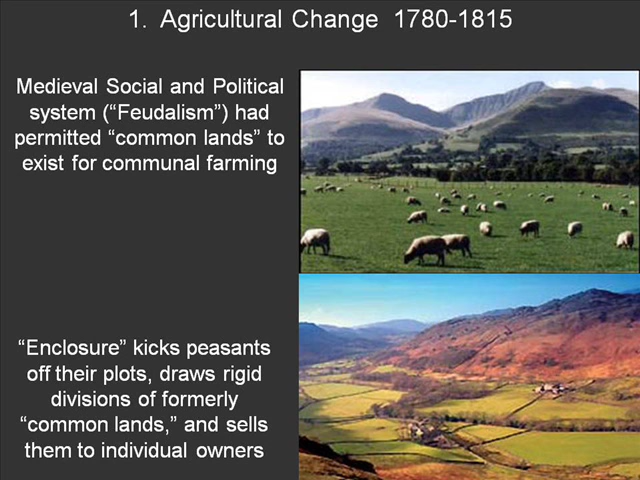 1. Agricultural Change 1780-1815
Medieval Social and Political
system (“Feudalism”) had
permitted “common lands” to
exist for communal farming
“Enclosure” kicks peasants
off their plots, draws rigid
divisions of formerly
“common lands,” and sells
them to individual owners